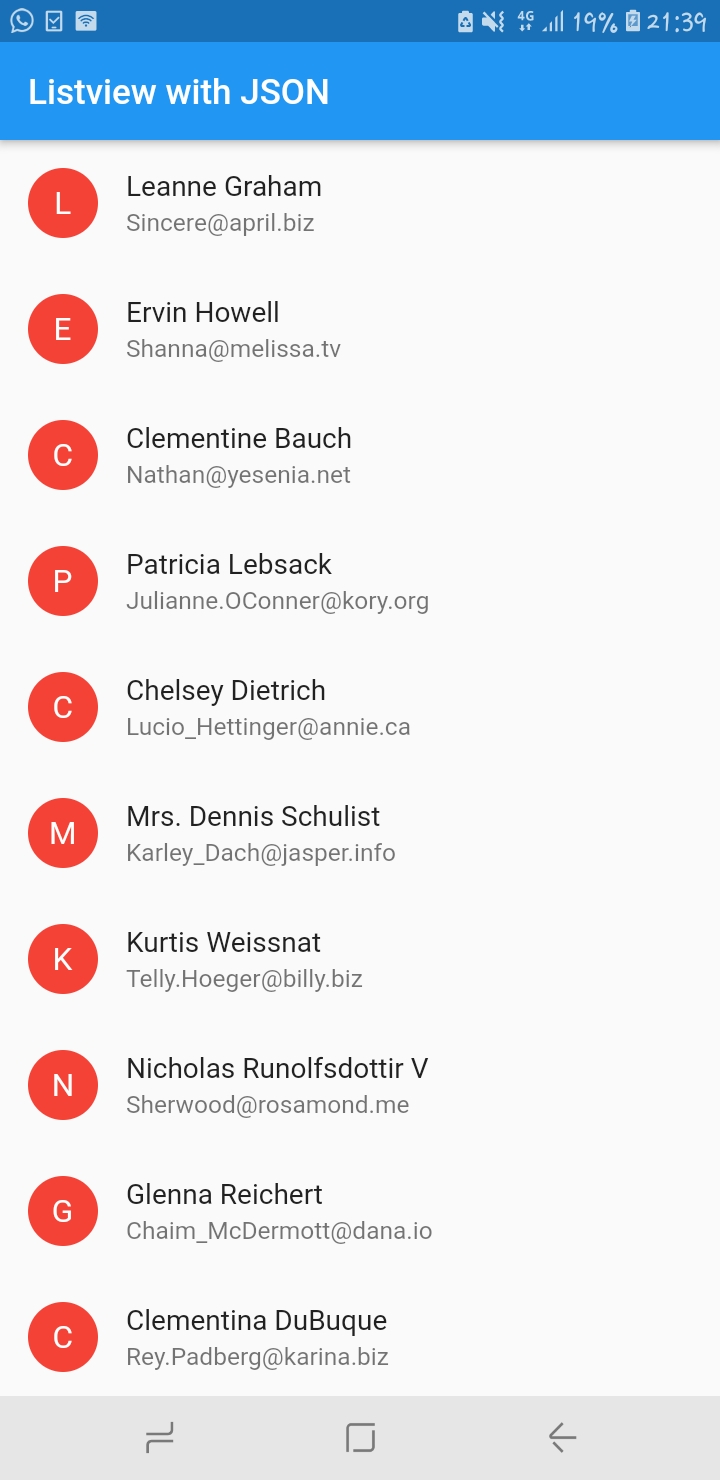 4G 19% 21:39
Listview with JSON
L
Leanne Graham
Sincere@april.biz
E
Ervin Howell
Shanna@melissa.tv
C
Clementine Bauch
Nathan@yesenia.net
P
Patricia Lebsack
Julianne.OConner@kory.org
C
Chelsey Dietrich
Lucio_Hettinger@annie.ca
M
Mrs. Dennis Schulist
Karley_Dach@jasper.info
K
Kurtis Weissnat
Telly.Hoeger@billy.biz
N
Nicholas Runolfsdottir V
Sherwood@rosamond.me
G
Glenna Reichert
Chaim_McDermott@dana.io
C
Clementina DuBuque
Rey.Padberg@karina.biz